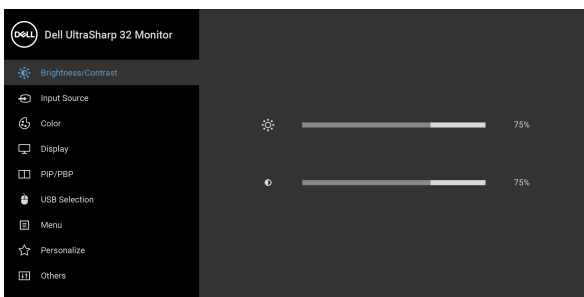 DELL
Dell UltraSharp 32 Monitor
Brightness/Contrast
Input Source
Color
75%
Display
PIP/PBP
75%
USB Selection
Menu
Personalize
Others